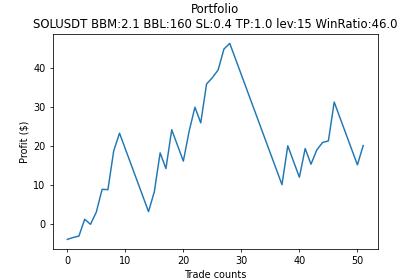 Portfolio
SOLUSDT BBM:2.1 BBL:160 SL:0.4 TP:1.0 lev:15 WinRatio:46.0
40
30
20
10
0
Profit ($)
0
10
20
30
40
50
Trade counts